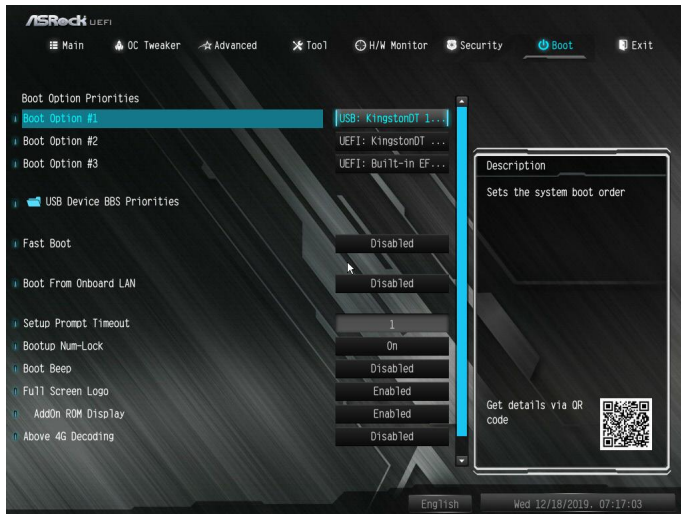 ASRock UEFI
Main OC Tweaker Advanced Tool H/W Monitor Security Boot Exit
Boot Option Priorities
Boot Option #1 USB: KingstonDT 1...
Boot Option #2 UEFI: KingstonDT ...
Boot Option #3 UEFI: Built-in EF...
USB Device BBS Priorities
Fast Boot Disabled
Boot From Onboard LAN Disabled
Setup Prompt Timeout 1
Bootup Num-Lock On
Boot Beep Disabled
Full Screen Logo Enabled
AddOn ROM Display Enabled
Above 4G Decoding Disabled
Description
Sets the system boot order
Get details via QR
code
English Wed 12/18/2019. 07:17:03